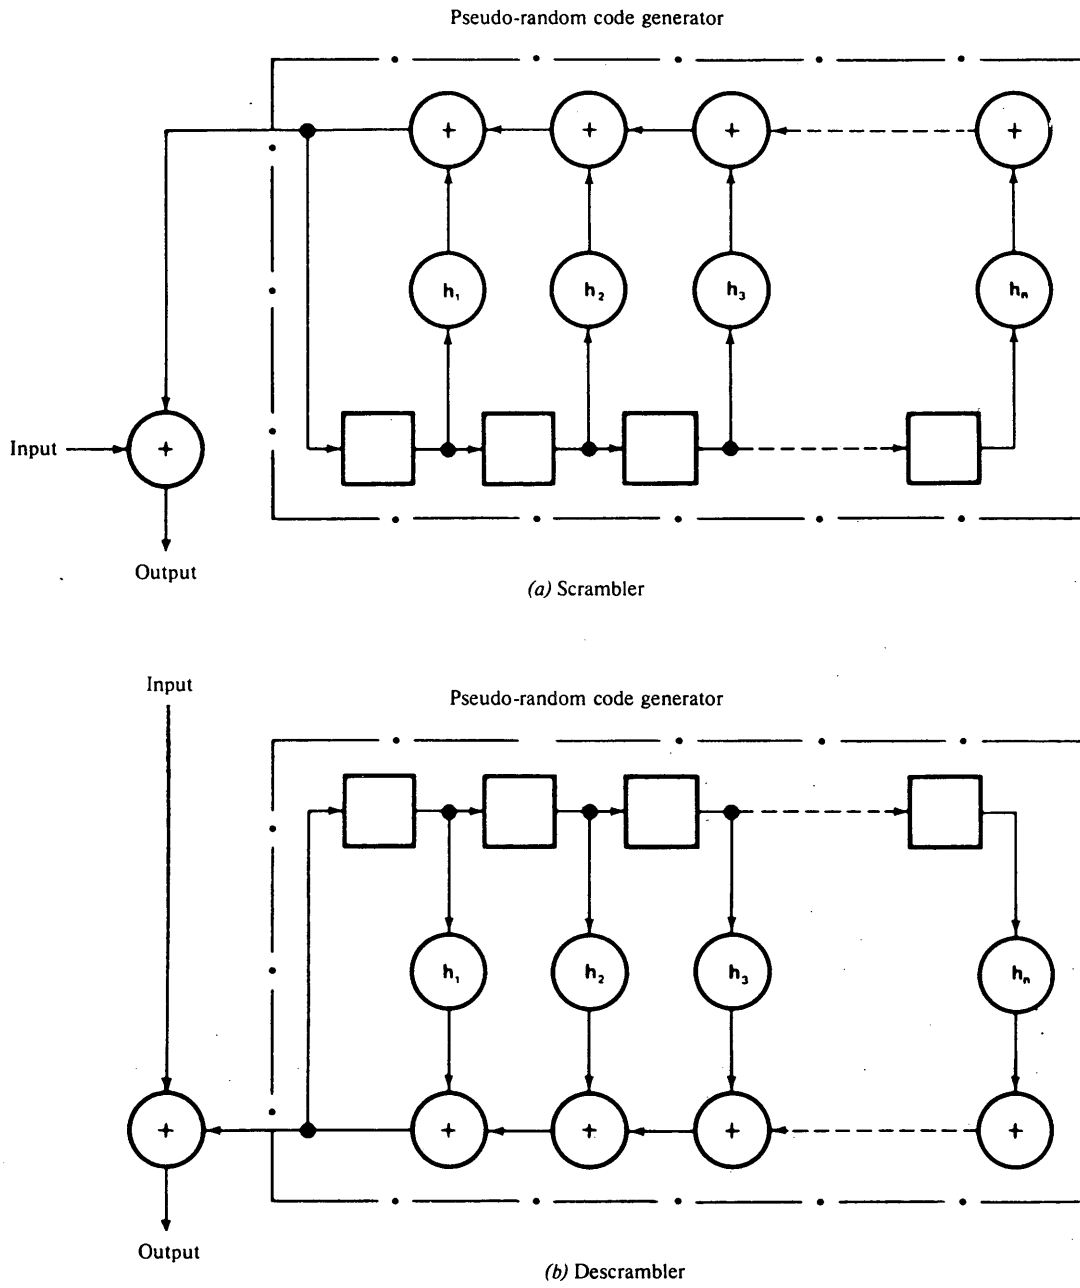 Pseudo-random code generator
+ + + +
h₁ h₂ h₃ hₙ
Input + 
Output
(a) Scrambler
Input
Pseudo-random code generator
h₁ h₂ h₃ hₙ
+ + + + +
Output
(b) Descrambler